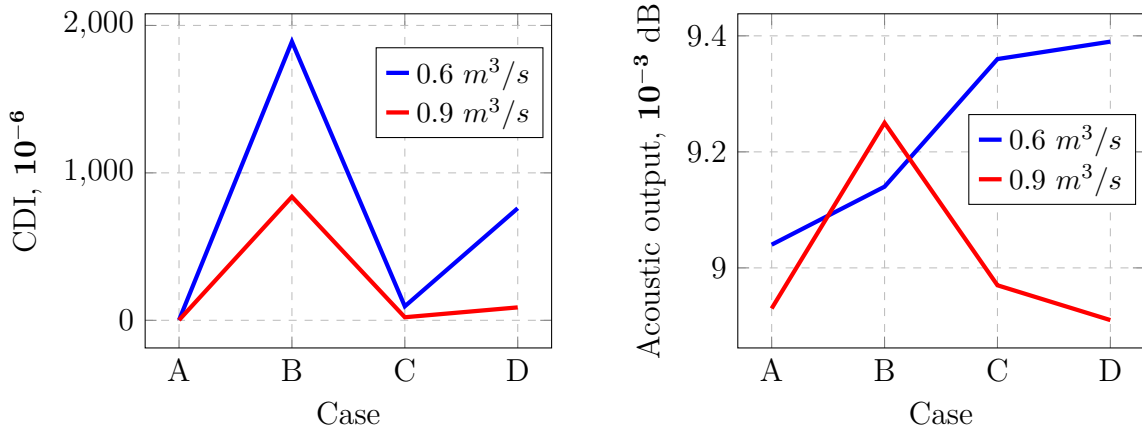 2,000
1,000
0
CDI, 10⁻⁶
0.6 m³/s
0.9 m³/s
A B C D
Case
9.4
9.2
9
Acoustic output, 10⁻³ dB
0.6 m³/s
0.9 m³/s
A B C D
Case